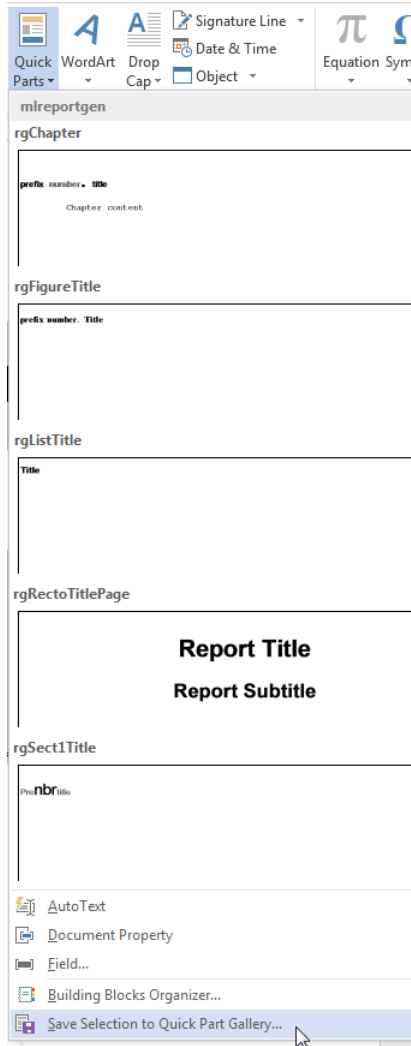 Quick Parts
WordArt
Drop Cap
Signature Line
Date & Time
Object
Equation
Sym
mlreportgen
rgChapter
prefix number. title
Chapter content
rgFigureTitle
prefix number. Title
rgListTitle
Title
rgRectoTitlePage
Report Title
Report Subtitle
rgSect1Title
Pre nbr title
AutoText
Document Property
Field...
Building Blocks Organizer...
Save Selection to Quick Part Gallery...